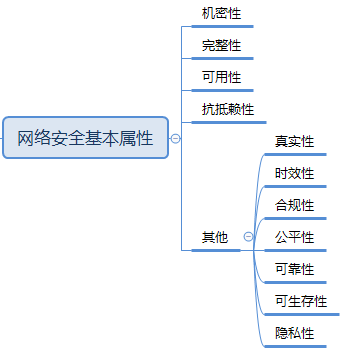 网络安全基本属性
机密性
完整性
可用性
抗抵赖性
其他
真实性
时效性
合规性
公平性
可靠性
可生存性
隐私性